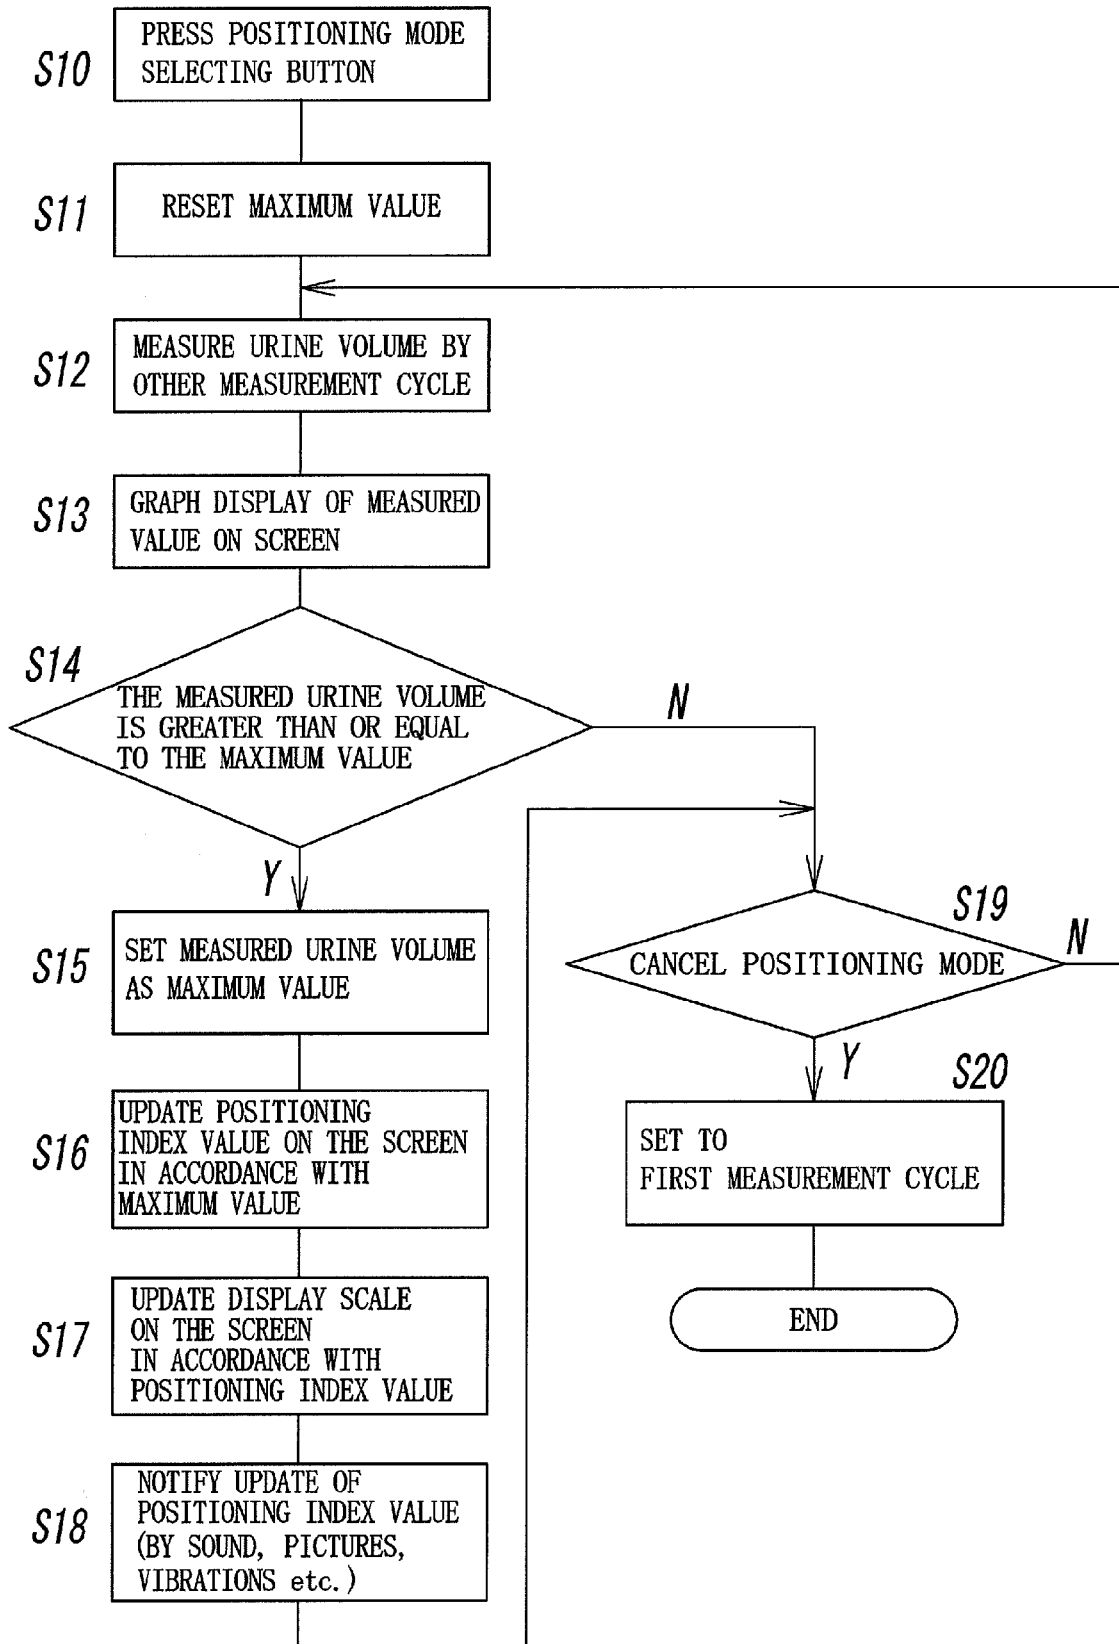 S10
PRESS POSITIONING MODE
SELECTING BUTTON
S11
RESET MAXIMUM VALUE
S12
MEASURE URINE VOLUME BY
OTHER MEASUREMENT CYCLE
S13
GRAPH DISPLAY OF MEASURED
VALUE ON SCREEN
S14
THE MEASURED URINE VOLUME
IS GREATER THAN OR EQUAL
TO THE MAXIMUM VALUE
N
Y
S15
SET MEASURED URINE VOLUME
AS MAXIMUM VALUE
S16
UPDATE POSITIONING
INDEX VALUE ON THE SCREEN
IN ACCORDANCE WITH
MAXIMUM VALUE
S17
UPDATE DISPLAY SCALE
ON THE SCREEN
IN ACCORDANCE WITH
POSITIONING INDEX VALUE
S18
NOTIFY UPDATE OF
POSITIONING INDEX VALUE
(BY SOUND, PICTURES,
VIBRATIONS etc.)
S19
CANCEL POSITIONING MODE
N
Y
S20
SET TO
FIRST MEASUREMENT CYCLE
END